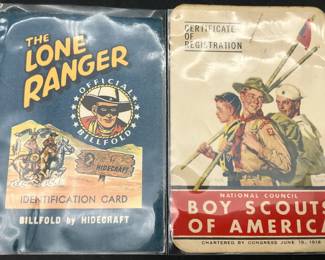 THE
LONE
RANGER
OFFICIAL
BILLFOLD
HIDECRAFT
IDENTIFICATION CARD
BILLFOLD by HIDECRAFT
CERTIFICATE
OF
REGISTRATION
NATIONAL COUNCIL
BOY SCOUTS
OF AMERICA
CHARTERED BY CONGRESS JUNE 15, 1916